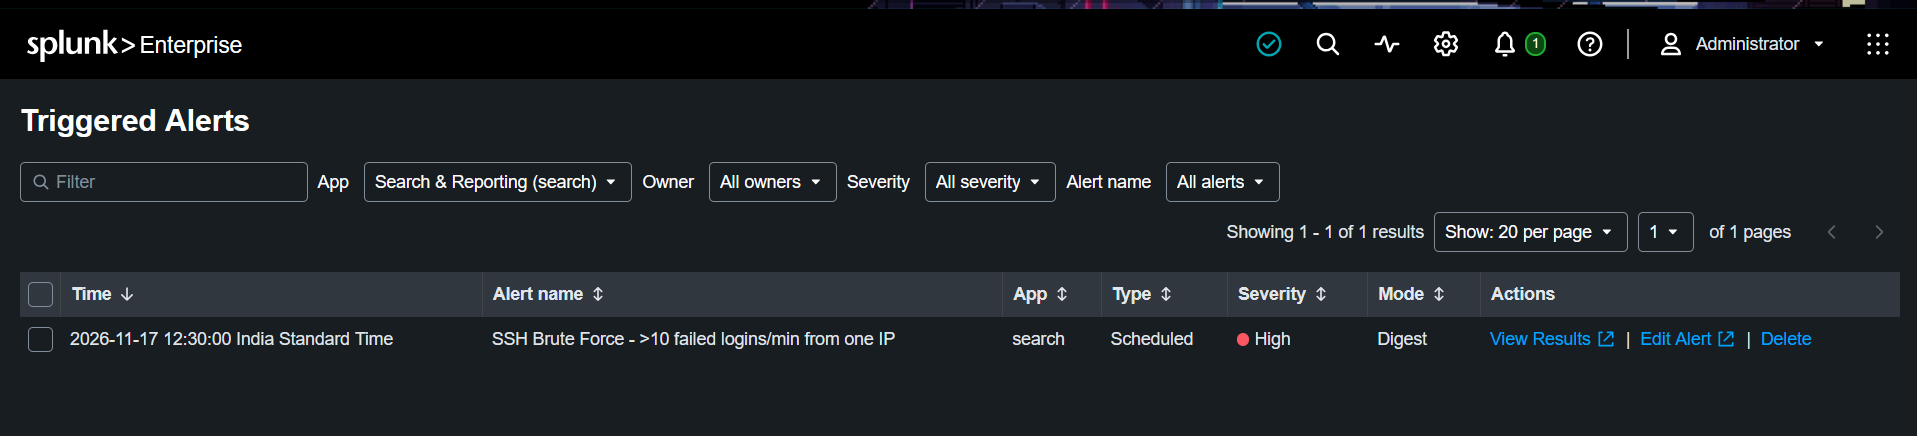 splunk> Enterprise 1 Administrator
Triggered Alerts
Filter App Search & Reporting (search) Owner All owners Severity All severity Alert name All alerts
Showing 1 - 1 of 1 results Show: 20 per page 1 of 1 pages
Time Alert name App Type Severity Mode Actions
2026-11-17 12:30:00 India Standard Time SSH Brute Force - >10 failed logins/min from one IP search Scheduled High Digest View Results | Edit Alert | Delete